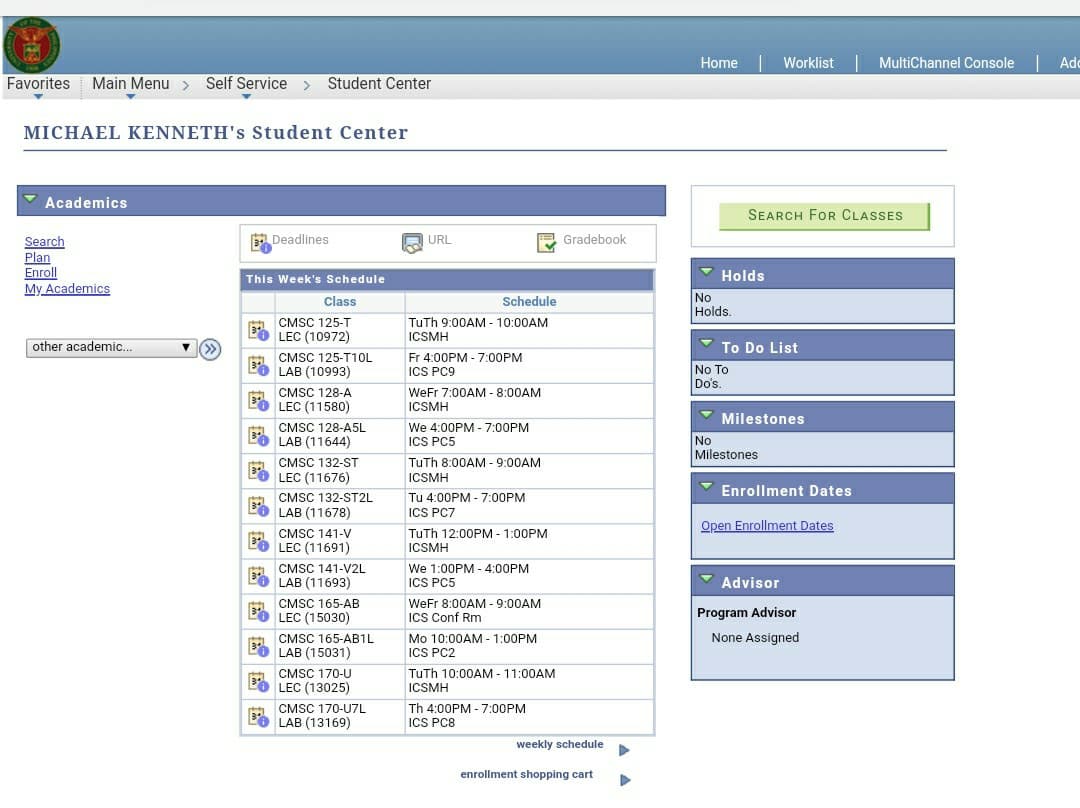 Home | Worklist | MultiChannel Console | Add
Favorites Main Menu > Self Service > Student Center
MICHAEL KENNETH's Student Center
Academics
Search
Plan
Enroll
My Academics
other academic...
Deadlines URL Gradebook
This Week's Schedule
Class Schedule
CMSC 125-T TuTh 9:00AM - 10:00AM
LEC (10972) ICSMH
CMSC 125-T10L Fr 4:00PM - 7:00PM
LAB (10993) ICS PC9
CMSC 128-A WeFr 7:00AM - 8:00AM
LEC (11580) ICSMH
CMSC 128-A5L We 4:00PM - 7:00PM
LAB (11644) ICS PC5
CMSC 132-ST TuTh 8:00AM - 9:00AM
LEC (11676) ICSMH
CMSC 132-ST2L Tu 4:00PM - 7:00PM
LAB (11678) ICS PC7
CMSC 141-V TuTh 12:00PM - 1:00PM
LEC (11691) ICSMH
CMSC 141-V2L We 1:00PM - 4:00PM
LAB (11693) ICS PC5
CMSC 165-AB WeFr 8:00AM - 9:00AM
LEC (15030) ICS Conf Rm
CMSC 165-AB1L Mo 10:00AM - 1:00PM
LAB (15031) ICS PC2
CMSC 170-U TuTh 10:00AM - 11:00AM
LEC (13025) ICSMH
CMSC 170-U7L Th 4:00PM - 7:00PM
LAB (13169) ICS PC8
weekly schedule
enrollment shopping cart
SEARCH FOR CLASSES
Holds
No
Holds.
To Do List
No To
Do's.
Milestones
No
Milestones
Enrollment Dates
Open Enrollment Dates
Advisor
Program Advisor
None Assigned